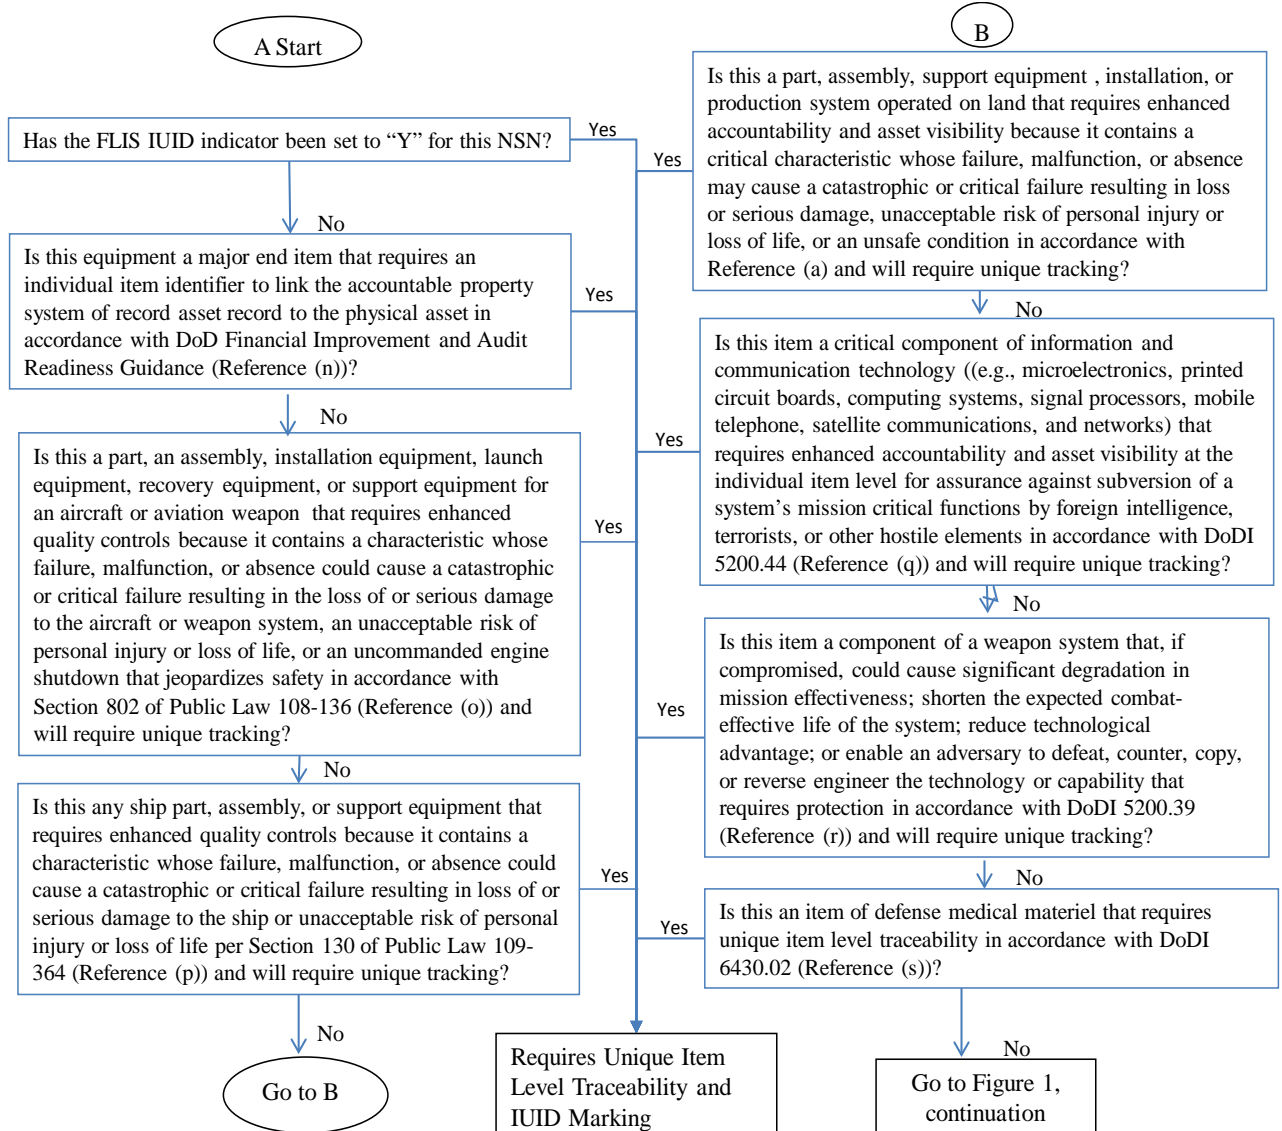 A Start
Has the FLIS IUID indicator been set to “Y” for this NSN?
Yes
No
Is this equipment a major end item that requires an
individual item identifier to link the accountable property
system of record asset record to the physical asset in
accordance with DoD Financial Improvement and Audit
Readiness Guidance (Reference (n))?
Yes
No
Is this a part, an assembly, installation equipment, launch
equipment, recovery equipment, or support equipment for
an aircraft or aviation weapon that requires enhanced
quality controls because it contains a characteristic whose
failure, malfunction, or absence could cause a catastrophic
or critical failure resulting in the loss of or serious damage
to the aircraft or weapon system, an unacceptable risk of
personal injury or loss of life, or an uncommanded engine
shutdown that jeopardizes safety in accordance with
Section 802 of Public Law 108-136 (Reference (o)) and
will require unique tracking?
Yes
No
Is this any ship part, assembly, or support equipment that
requires enhanced quality controls because it contains a
characteristic whose failure, malfunction, or absence could
cause a catastrophic or critical failure resulting in loss of or
serious damage to the ship or unacceptable risk of personal
injury or loss of life per Section 130 of Public Law 109-
364 (Reference (p)) and will require unique tracking?
Yes
No
Go to B
B
Is this a part, assembly, support equipment , installation, or
production system operated on land that requires enhanced
accountability and asset visibility because it contains a
critical characteristic whose failure, malfunction, or absence
may cause a catastrophic or critical failure resulting in loss
or serious damage, unacceptable risk of personal injury or
loss of life, or an unsafe condition in accordance with
Reference (a) and will require unique tracking?
Yes
No
Is this item a critical component of information and
communication technology ((e.g., microelectronics, printed
circuit boards, computing systems, signal processors, mobile
telephone, satellite communications, and networks) that
requires enhanced accountability and asset visibility at the
individual item level for assurance against subversion of a
system’s mission critical functions by foreign intelligence,
terrorists, or other hostile elements in accordance with DoDI
5200.44 (Reference (q)) and will require unique tracking?
Yes
No
Is this item a component of a weapon system that, if
compromised, could cause significant degradation in
mission effectiveness; shorten the expected combat-
effective life of the system; reduce technological
advantage; or enable an adversary to defeat, counter, copy,
or reverse engineer the technology or capability that
requires protection in accordance with DoDI 5200.39
(Reference (r)) and will require unique tracking?
Yes
No
Is this an item of defense medical materiel that requires
unique item level traceability in accordance with DoDI
6430.02 (Reference (s))?
Yes
No
Requires Unique Item
Level Traceability and
IUID Marking
Go to Figure 1,
continuation